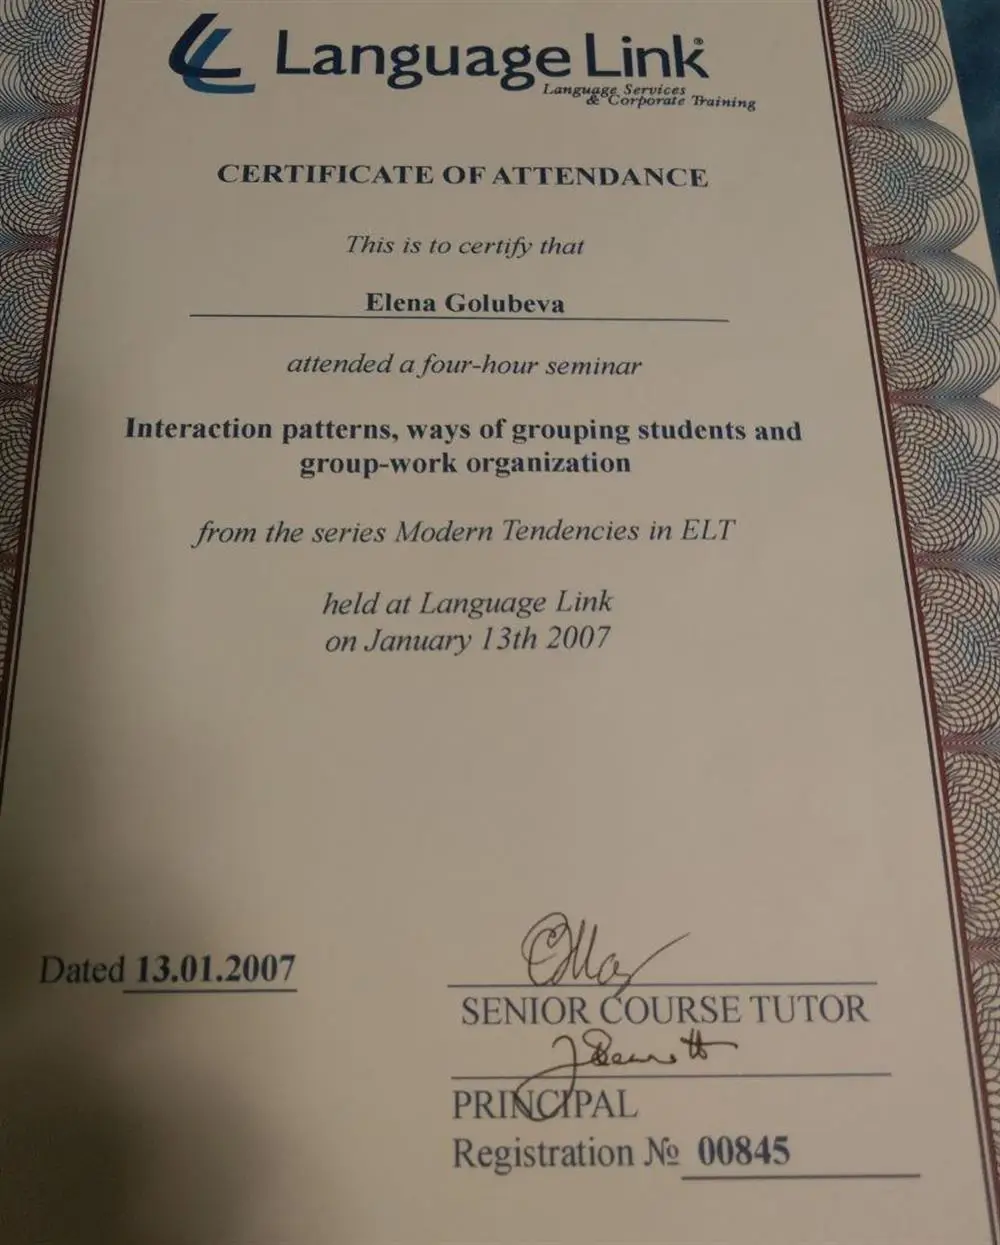 Language Link®
Language Services
& Corporate Training
CERTIFICATE OF ATTENDANCE
This is to certify that
Elena Golubeva
attended a four-hour seminar
Interaction patterns, ways of grouping students and
group-work organization
from the series Modern Tendencies in ELT
held at Language Link
on January 13th 2007
Dated 13.01.2007
SENIOR COURSE TUTOR
PRINCIPAL
Registration № 00845